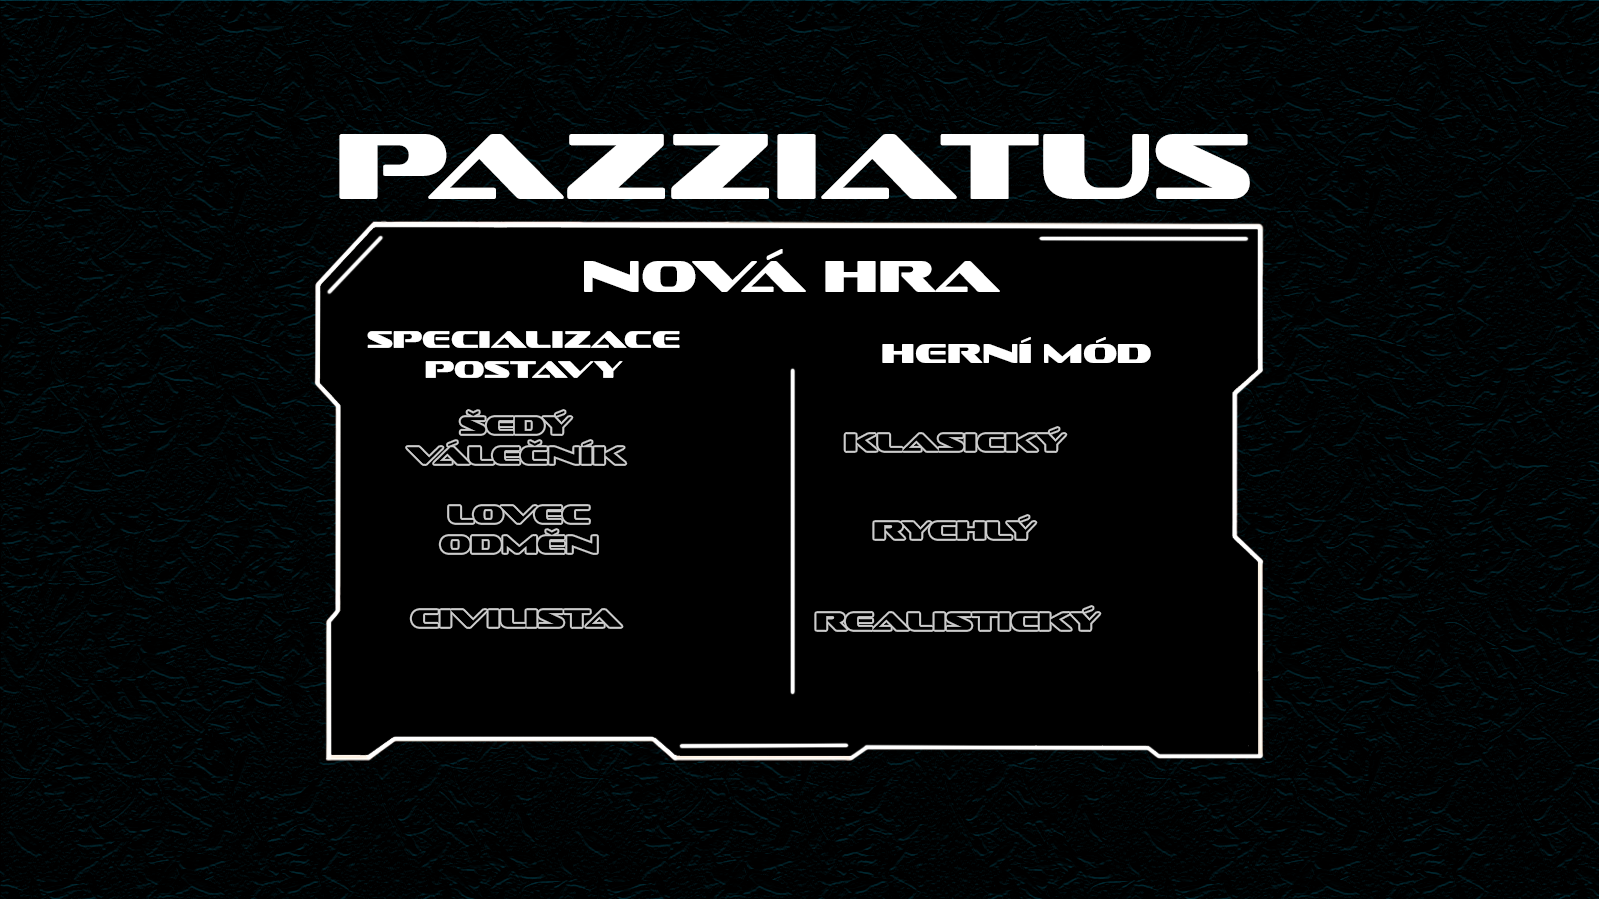 PAZZIATUS
NOVÁ HRA
SPECIALIZACE
POSTAVY
ŠEDÝ
VÁLEČNÍK
LOVEC
ODMĚN
CIVILISTA
HERNÍ MÓD
KLASICKÝ
RYCHLÝ
REALISTICKÝ